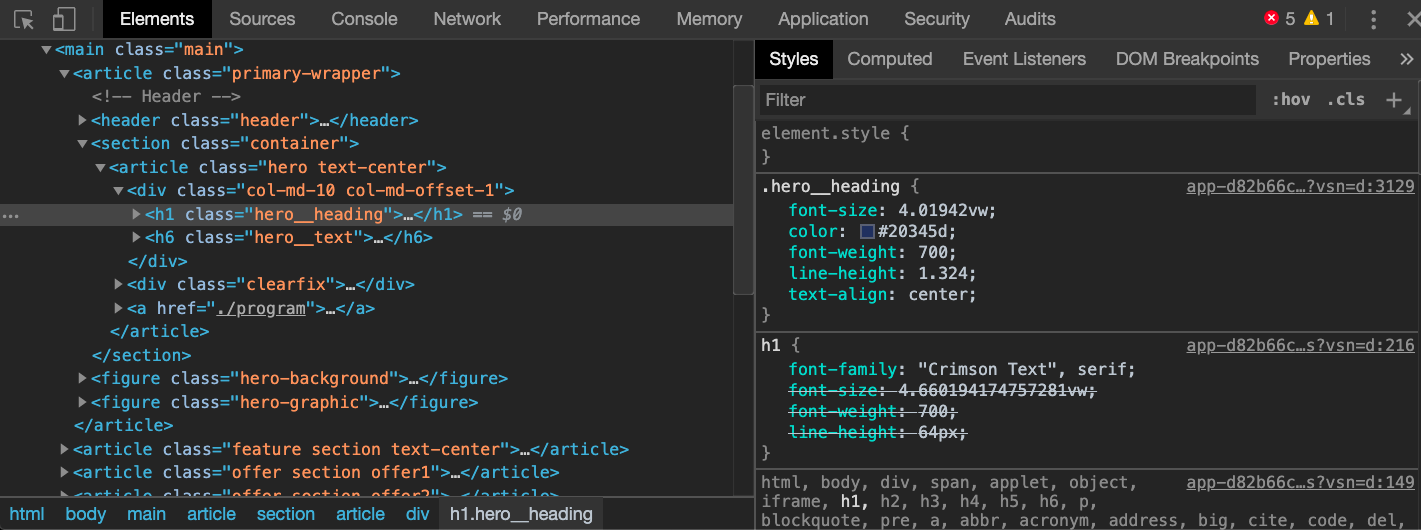 Elements Sources Console Network Performance Memory Application Security Audits 5 1
<main class="main">
<article class="primary-wrapper">
<!-- Header -->
<header class="header">…</header>
<section class="container">
<article class="hero text-center">
<div class="col-md-10 col-md-offset-1">
… <h1 class="hero__heading">…</h1> == $0
<h6 class="hero__text">…</h6>
</div>
<div class="clearfix">…</div>
<a href="./program">…</a>
</article>
</section>
<figure class="hero-background">…</figure>
<figure class="hero-graphic">…</figure>
</article>
<article class="feature section text-center">…</article>
<article class="offer section offer1">…</article>
<article class="offer section offer2">…</article>
html body main article section article div h1.hero__heading
Styles Computed Event Listeners DOM Breakpoints Properties »
Filter :hov .cls +
element.style {
}
.hero__heading { app-d82b66c…?vsn=d:3129
font-size: 4.01942vw;
color: #20345d;
font-weight: 700;
line-height: 1.324;
text-align: center;
}
h1 { app-d82b66c…s?vsn=d:216
font-family: "Crimson Text", serif;
font-size: 4.660194174757281vw;
font-weight: 700;
line-height: 64px;
}
html, body, div, span, applet, object, app-d82b66c…s?vsn=d:149
iframe, h1, h2, h3, h4, h5, h6, p,
blockquote, pre, a, abbr, acronym, address, big, cite, code, del,